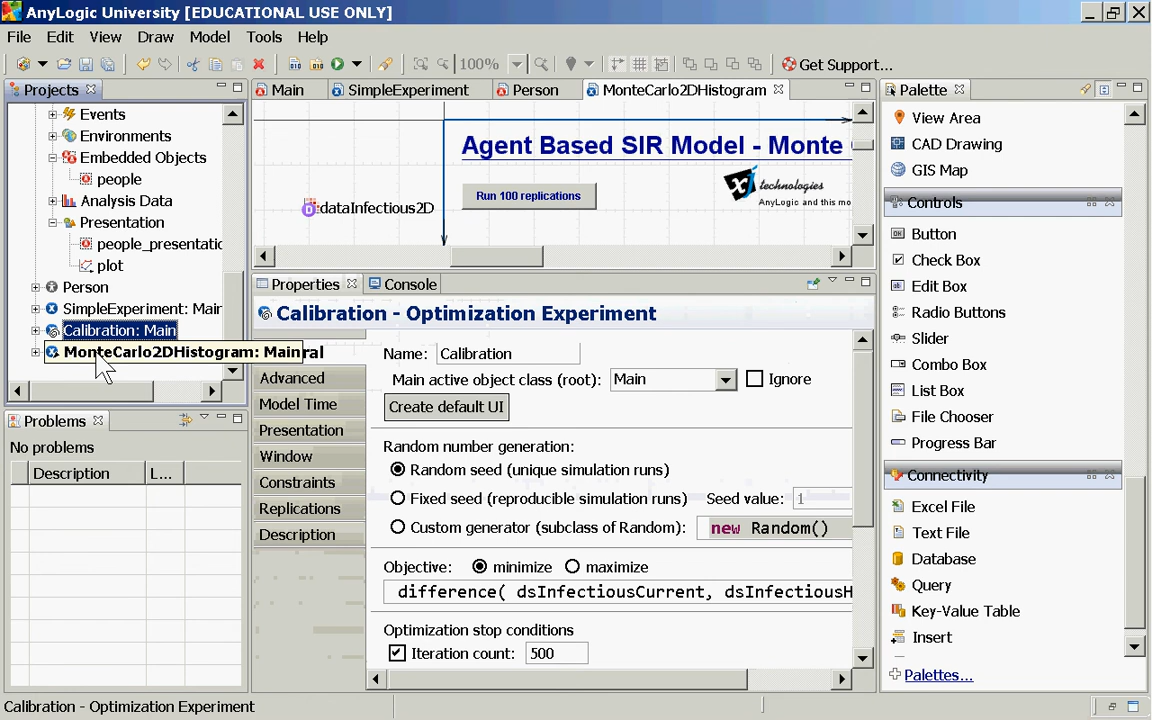 AnyLogic University [EDUCATIONAL USE ONLY]
File Edit View Draw Model Tools Help
100% Get Support...
Projects
Events
Environments
Embedded Objects
people
Analysis Data
Presentation
people_presentatic
plot
Person
SimpleExperiment: Mair
Calibration: Main
MonteCarlo2DHistogram: Main
Problems
No problems
Description L...
Main SimpleExperiment Person MonteCarlo2DHistogram
Agent Based SIR Model - Monte
Run 100 replications
technologies
AnyLogic and this mo
dataInfectious2D
Properties Console
Calibration - Optimization Experiment
ral
Advanced
Model Time
Presentation
Window
Constraints
Replications
Description
Name: Calibration
Main active object class (root): Main Ignore
Create default UI
Random number generation:
Random seed (unique simulation runs)
Fixed seed (reproducible simulation runs) Seed value: 1
Custom generator (subclass of Random): new Random()
Objective: minimize maximize
difference( dsInfectiousCurrent, dsInfectiousH
Optimization stop conditions
Iteration count: 500
Palette
View Area
CAD Drawing
GIS Map
Controls
Button
Check Box
Edit Box
Radio Buttons
Slider
Combo Box
List Box
File Chooser
Progress Bar
Connectivity
Excel File
Text File
Database
Query
Key-Value Table
Insert
Palettes...
Calibration - Optimization Experiment